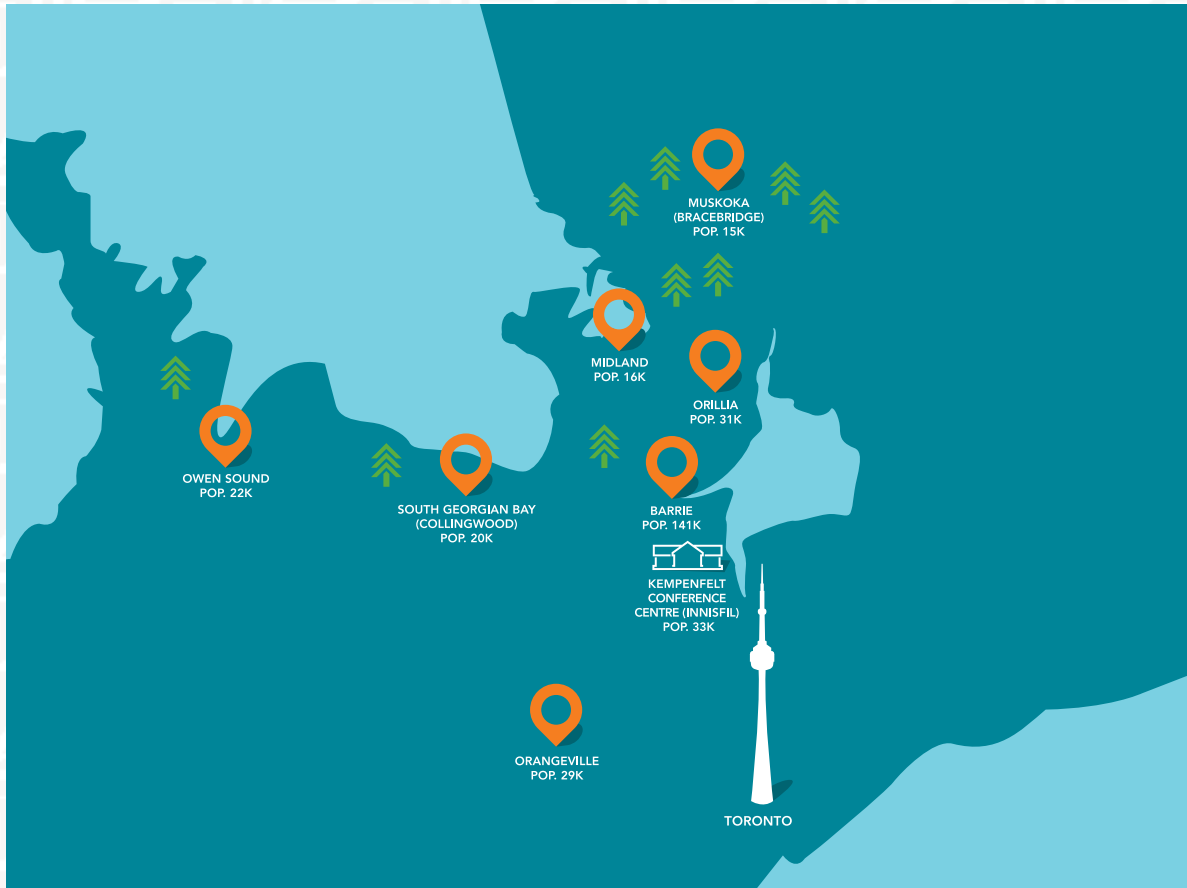 MUSKOKA
(BRACEBRIDGE)
POP. 15K
MIDLAND
POP. 16K
ORILLIA
POP. 31K
OWEN SOUND
POP. 22K
SOUTH GEORGIAN BAY
(COLLINGWOOD)
POP. 20K
BARRIE
POP. 141K
KEMPENFELT
CONFERENCE
CENTRE (INNISFIL)
POP. 33K
ORANGEVILLE
POP. 29K
TORONTO